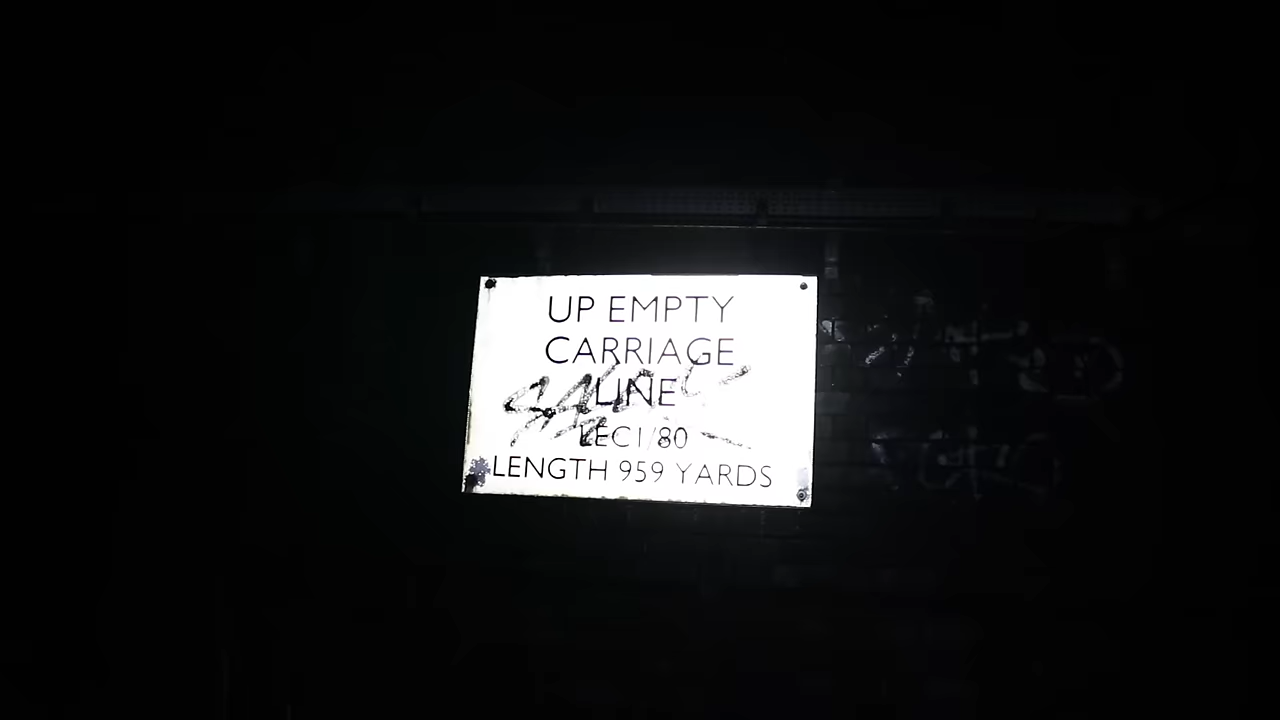 UP EMPTY
CARRIAGE
LINE
LEC1/80
LENGTH 959 YARDS